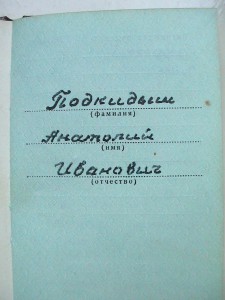 Подкидыш
(фамилия)
Анатолий
(имя)
Иванович
(отчество)